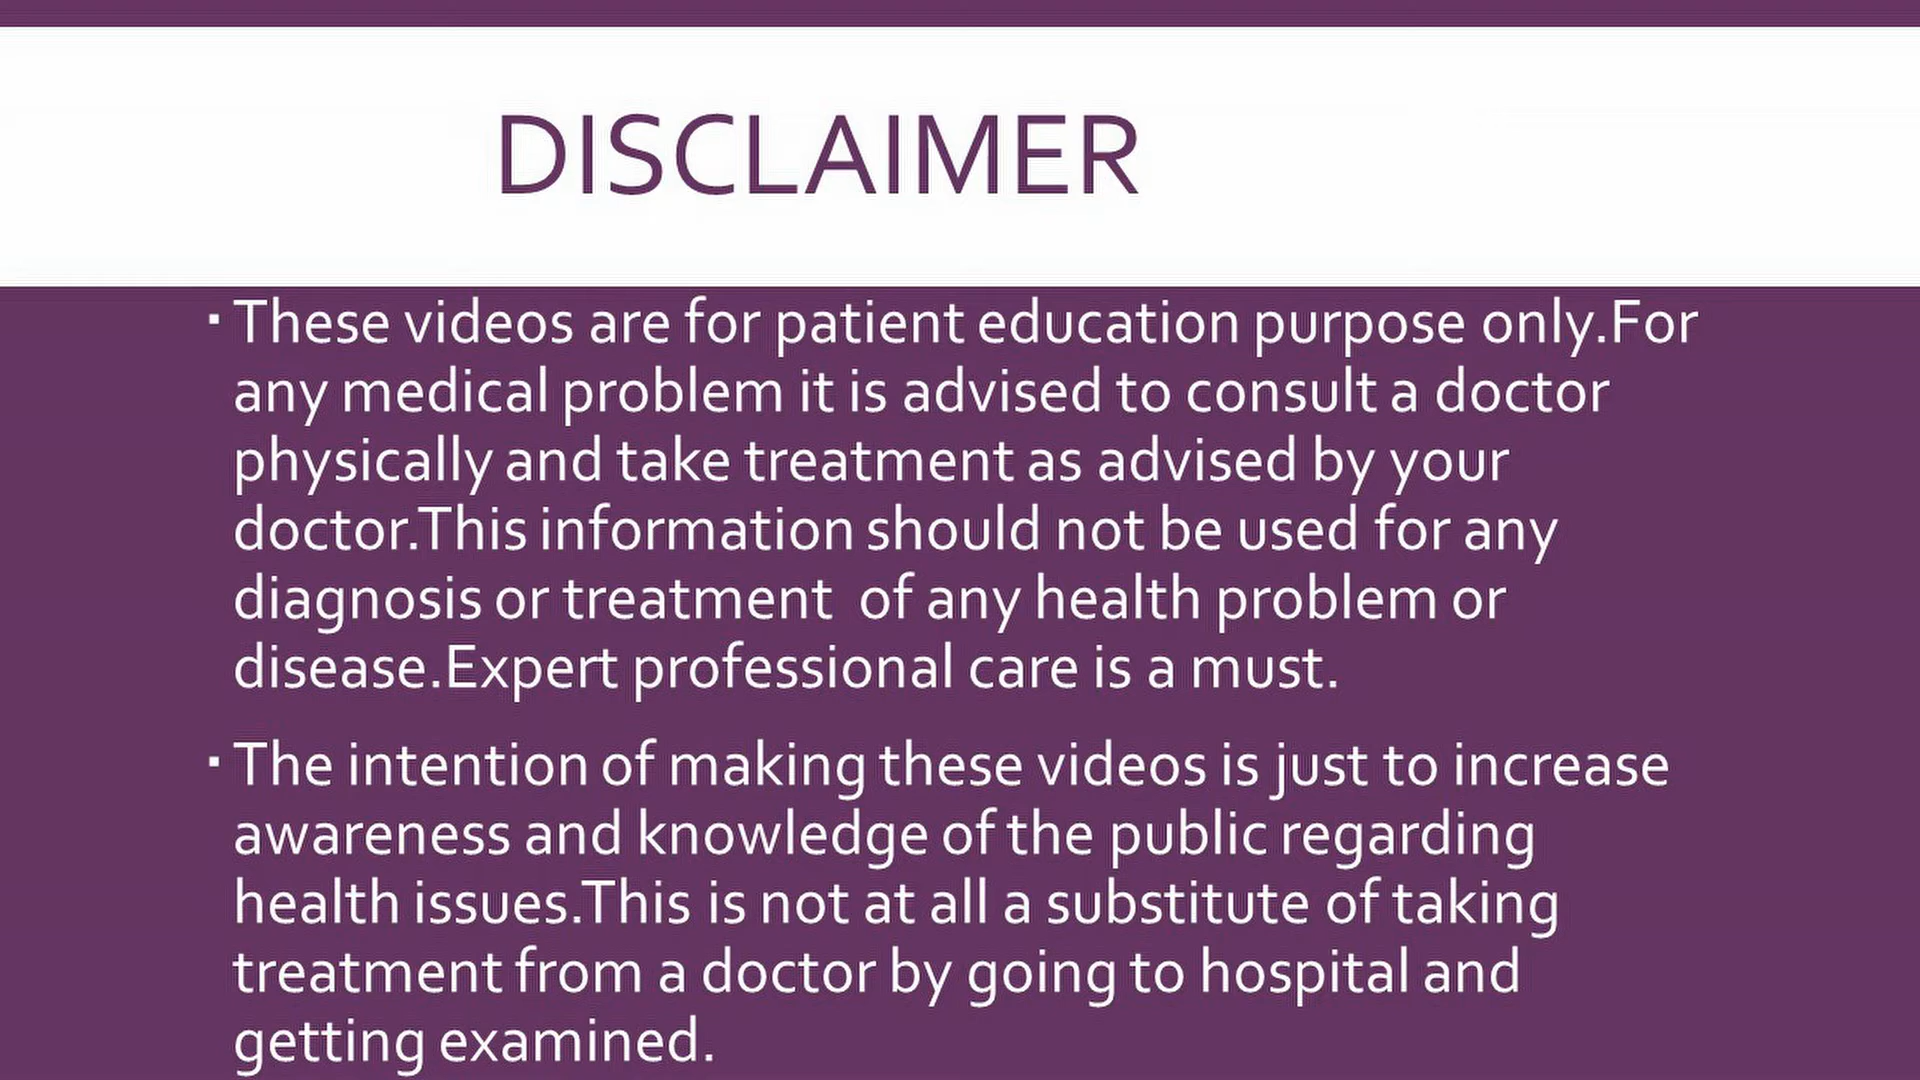 DISCLAIMER
▪ These videos are for patient education purpose only.For
any medical problem it is advised to consult a doctor
physically and take treatment as advised by your
doctor.This information should not be used for any
diagnosis or treatment  of any health problem or
disease.Expert professional care is a must.
▪ The intention of making these videos is just to increase
awareness and knowledge of the public regarding
health issues.This is not at all a substitute of taking
treatment from a doctor by going to hospital and
getting examined.